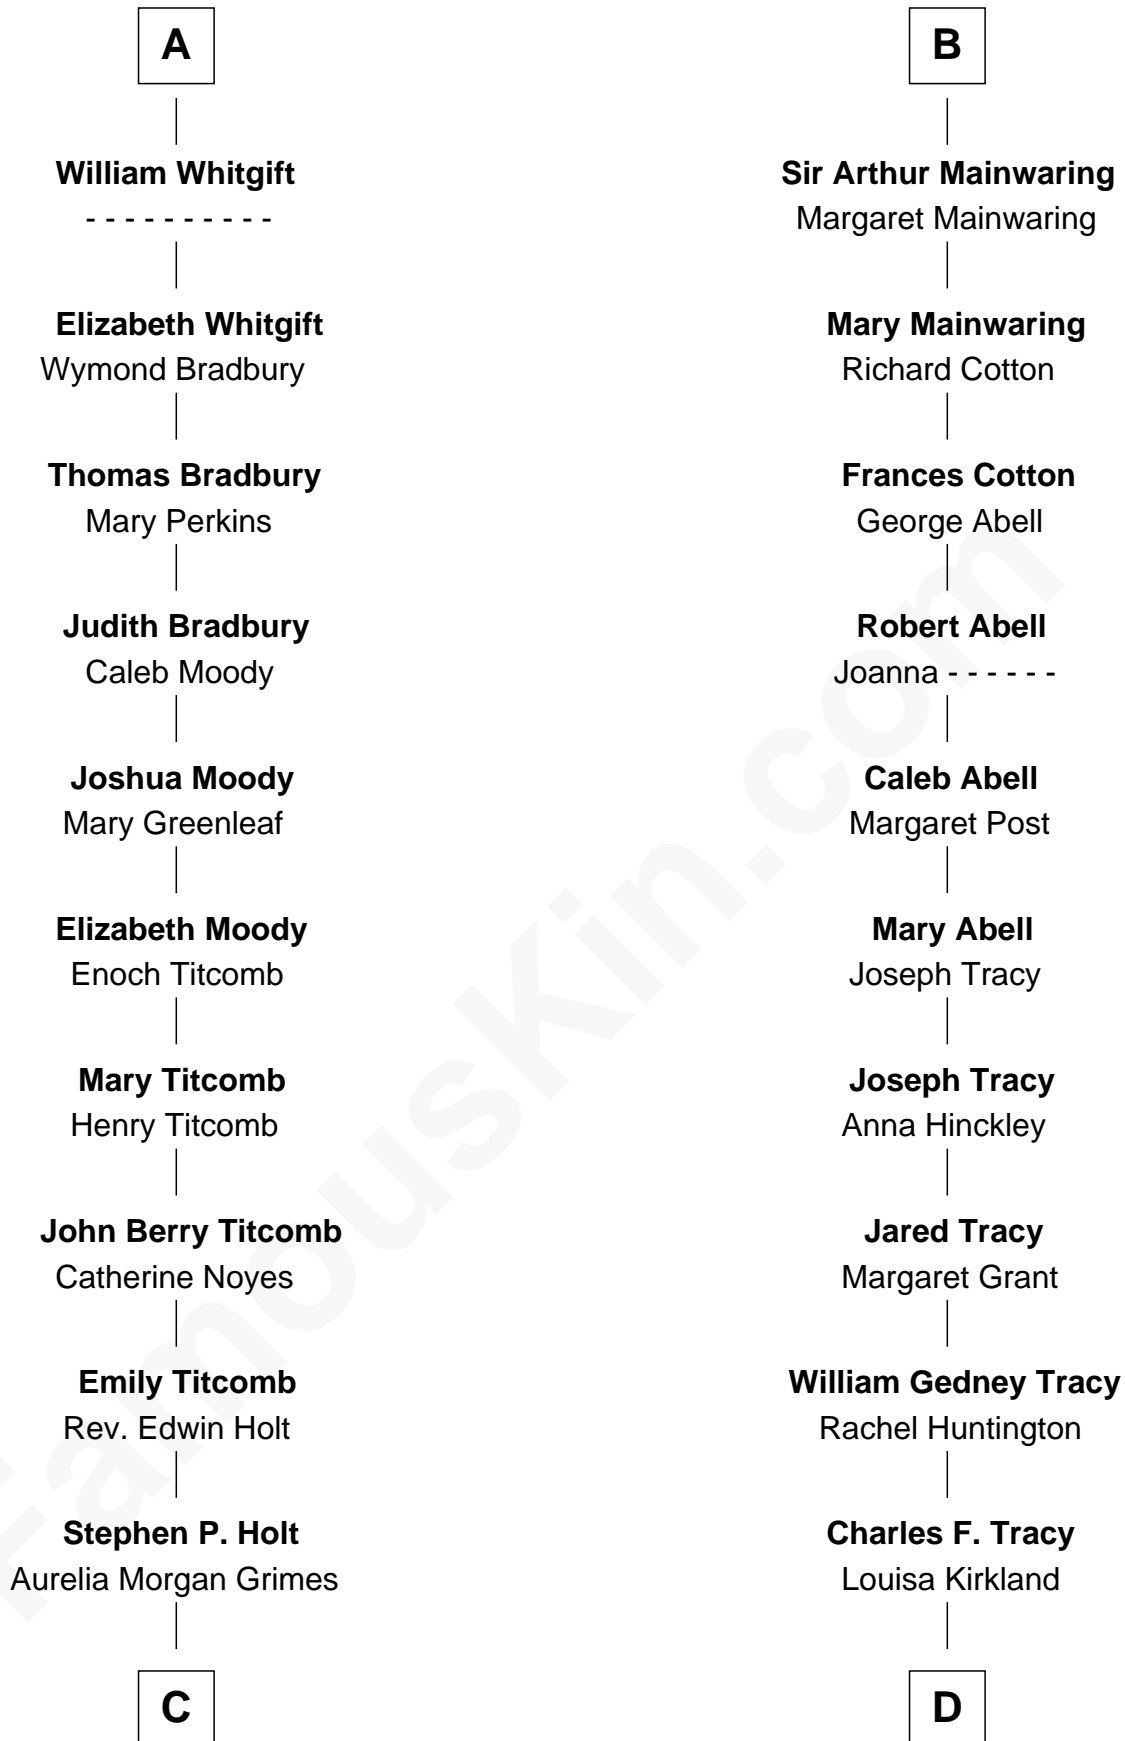 A
William Whitgift
- - - - - - - - - -
Elizabeth Whitgift
Wymond Bradbury
Thomas Bradbury
Mary Perkins
Judith Bradbury
Caleb Moody
Joshua Moody
Mary Greenleaf
Elizabeth Moody
Enoch Titcomb
Mary Titcomb
Henry Titcomb
John Berry Titcomb
Catherine Noyes
Emily Titcomb
Rev. Edwin Holt
Stephen P. Holt
Aurelia Morgan Grimes
C
B
Sir Arthur Mainwaring
Margaret Mainwaring
Mary Mainwaring
Richard Cotton
Frances Cotton
George Abell
Robert Abell
Joanna - - - - - -
Caleb Abell
Margaret Post
Mary Abell
Joseph Tracy
Joseph Tracy
Anna Hinckley
Jared Tracy
Margaret Grant
William Gedney Tracy
Rachel Huntington
Charles F. Tracy
Louisa Kirkland
D
FamousKin.com